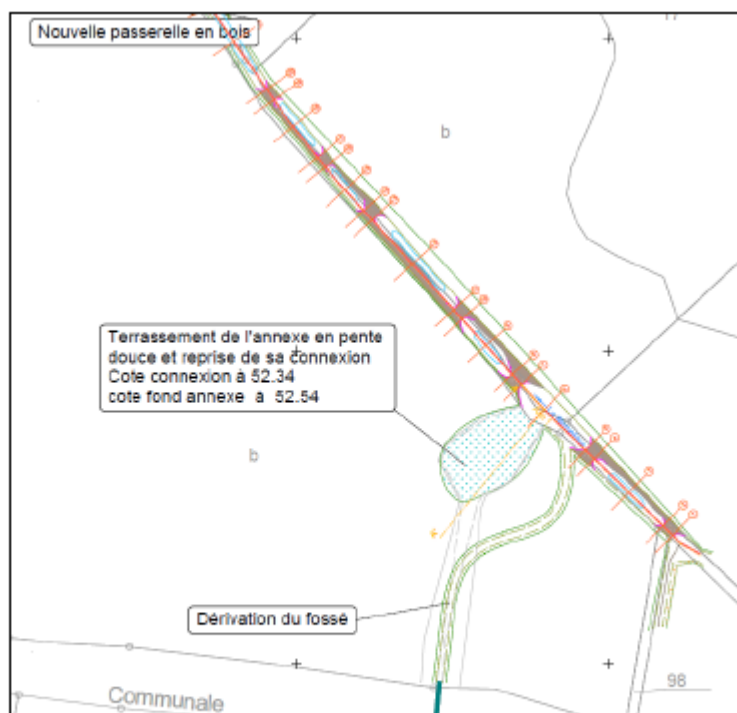 Nouvelle passerelle en bois
b
Terrassement de l'annexe en pente
douce et reprise de sa connexion
Cote connexion à 52.34
cote fond annexe à 52.54
b
Dérivation du fossé
98
Communale